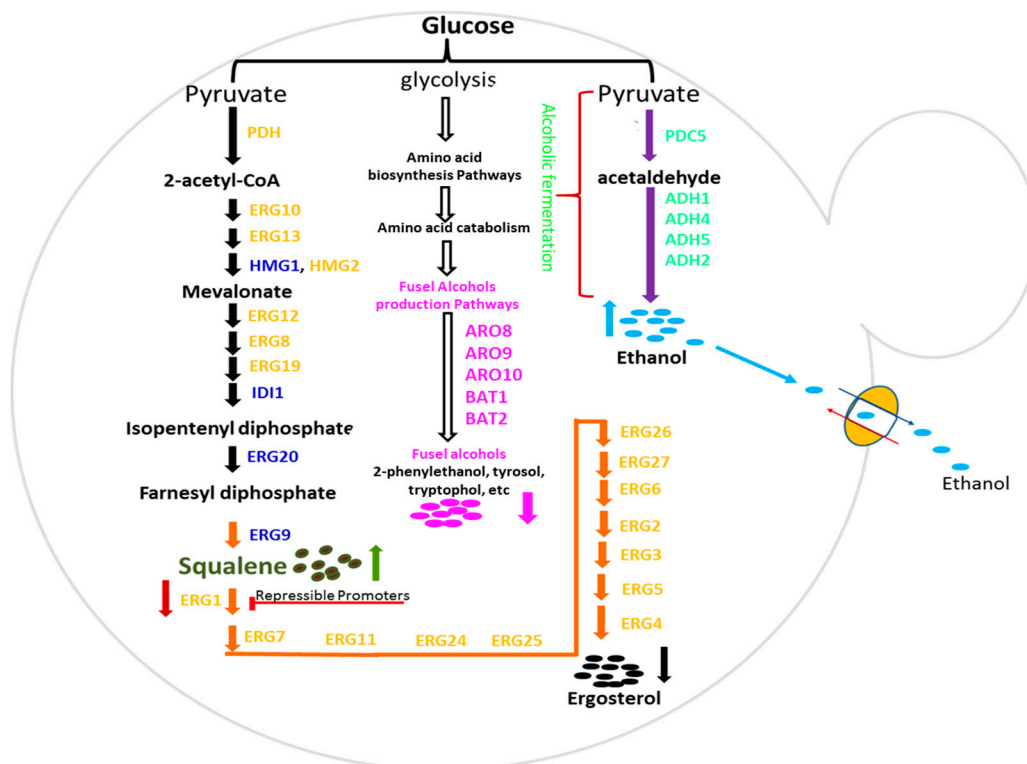 Glucose
Pyruvate
PDH
2-acetyl-CoA
ERG10
ERG13
HMG1, HMG2
Mevalonate
ERG12
ERG8
ERG19
IDI1
Isopentenyl diphosphate
ERG20
Farnesyl diphosphate
ERG9
Squalene
ERG1
Repressible Promoters
ERG7
ERG11
ERG24
ERG25
glycolysis
Amino acid
biosynthesis Pathways
Amino acid catabolism
Fusel Alcohols
production Pathways
ARO8
ARO9
ARO10
BAT1
BAT2
Fusel alcohols
2-phenylethanol, tyrosol,
tryptophol, etc
Alcoholic fermentation
Pyruvate
PDC5
acetaldehyde
ADH1
ADH4
ADH5
ADH2
Ethanol
Ethanol
ERG26
ERG27
ERG6
ERG2
ERG3
ERG5
ERG4
Ergosterol